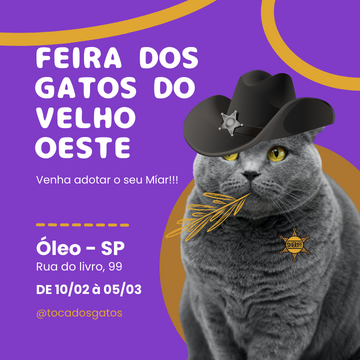 FEIRA DOS
GATOS DO
VELHO
OESTE
Venha adotar o seu Miar!!!
Óleo - SP
Rua do livro, 99
DE 10/02 à 05/03
@tocadosgatos